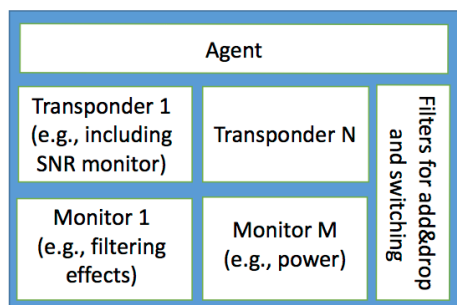 Agent
Transponder 1
(e.g., including
SNR monitor)
Transponder N
Filters for add&drop
and switching
Monitor 1
(e.g., filtering
effects)
Monitor M
(e.g., power)